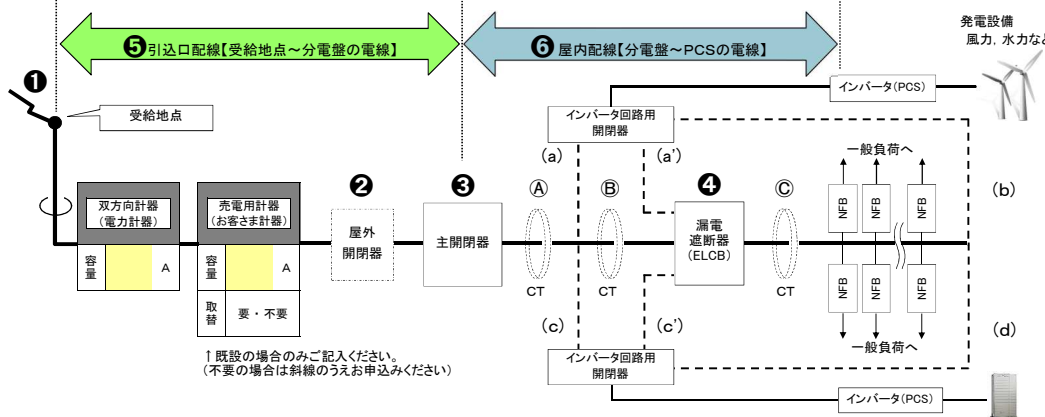 ❺引込口配線【受給地点～分電盤の電線】
❻屋内配線【分電盤～PCSの電線】
発電設備
風力，水力など
❶
受給地点
インバータ(PCS)
インバータ回路用
開閉器
(a)
(a')
(b)
一般負荷へ
双方向計器
(電力計器)
容量
A
売電用計器
(お客さま計器)
容量
A
取替
要・不要
❷
屋外
開閉器
❸
主開閉器
Ⓐ
CT
Ⓑ
CT
❹
漏電
遮断器
(ELCB)
Ⓒ
CT
NFB
NFB
NFB
NFB
NFB
NFB
一般負荷へ
(c)
(c')
(d)
↑既設の場合のみご記入ください。
(不要の場合は斜線のうえお申込みください)
インバータ回路用
開閉器
インバータ(PCS)